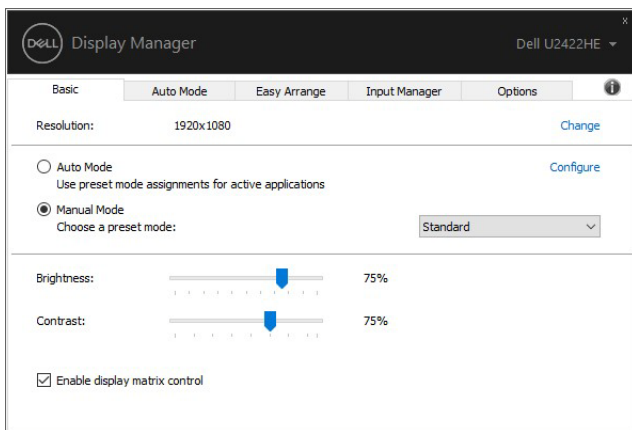 x
DELL Display Manager Dell U2422HE
Basic Auto Mode Easy Arrange Input Manager Options i
Resolution: 1920x1080 Change
Auto Mode Configure
Use preset mode assignments for active applications
Manual Mode
Choose a preset mode: Standard
Brightness: 75%
Contrast: 75%
Enable display matrix control